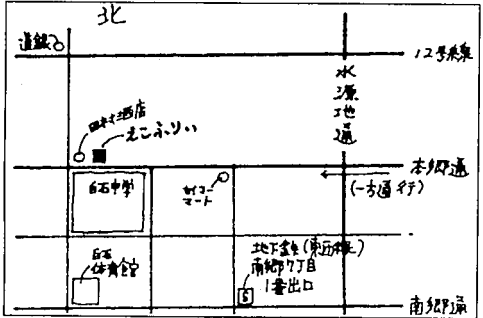 北
道銀
12号線
水源地通
田村酒店
えこふりぃ
本郷通
(一方通行)
白石中学
セイコー
マート
白石
体育館
地下鉄(東西線)
南郷7丁目
1番出口
南郷通